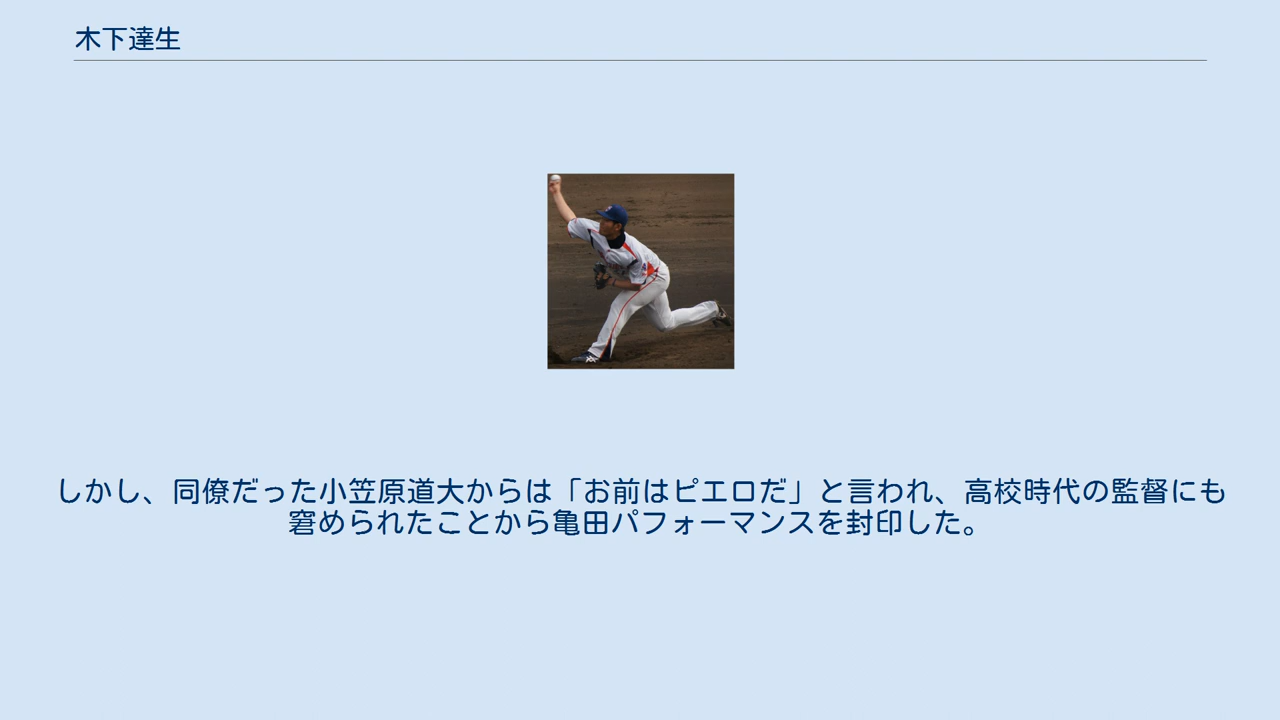 木下達生
しかし、同僚だった小笠原道大からは「お前はピエロだ」と言われ、高校時代の監督にも
窘められたことから亀田パフォーマンスを封印した。